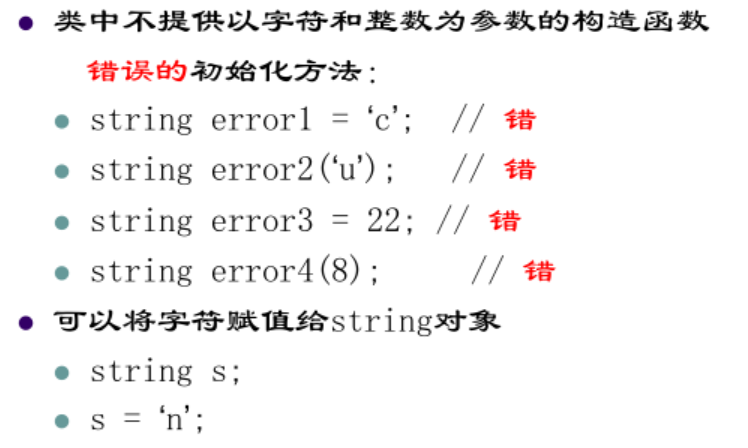 ● 类中不提供以字符和整数为参数的构造函数
错误的初始化方法:
● string error1 = ‘c’; // 错
● string error2(‘u’); // 错
● string error3 = 22; // 错
● string error4(8); // 错
● 可以将字符赋值给string对象
● string s;
● s = ‘n’;